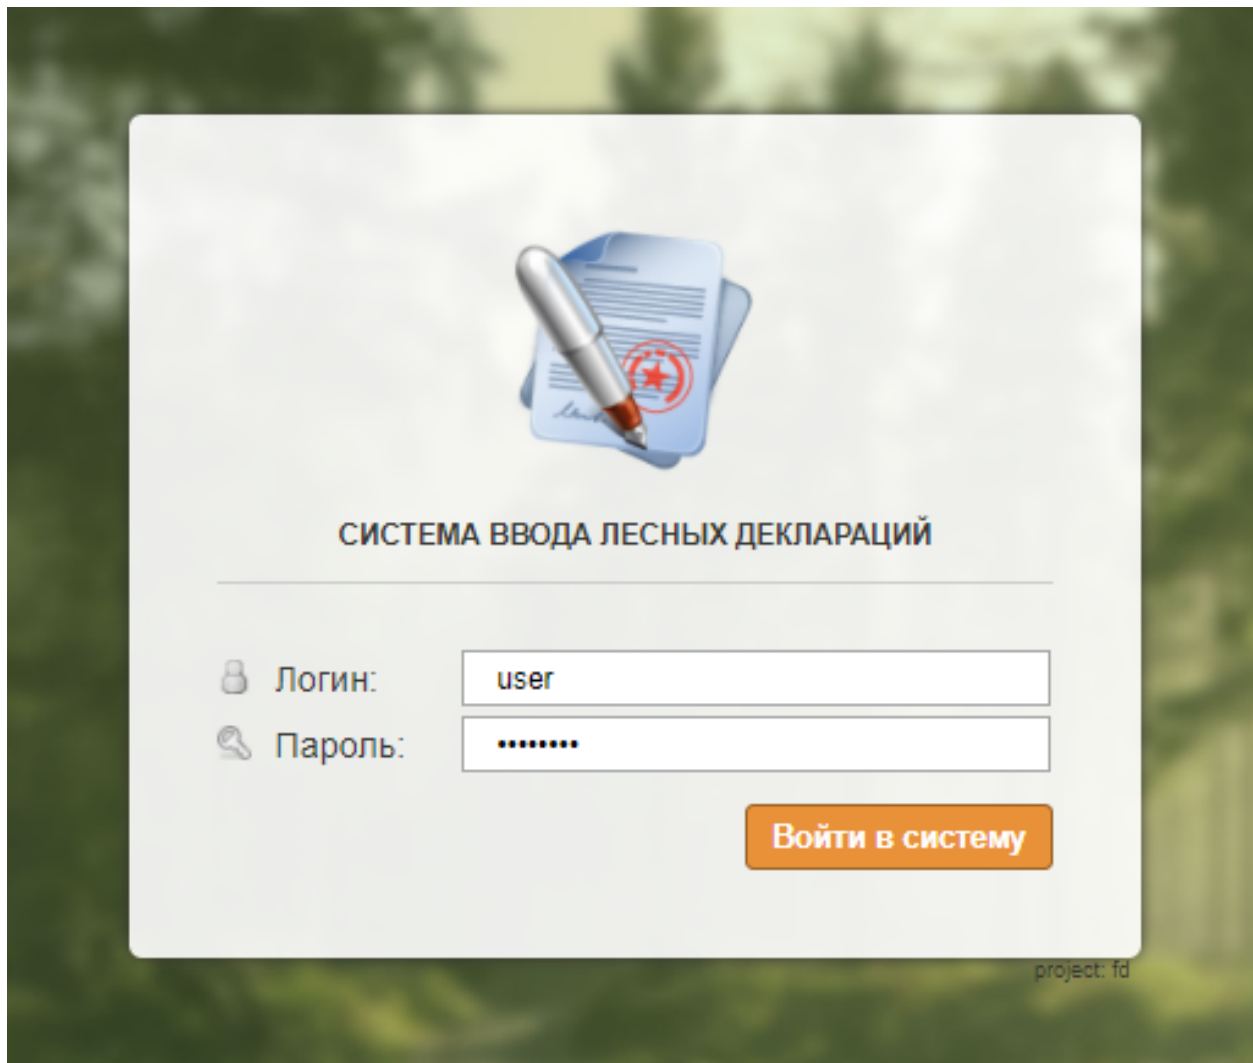 СИСТЕМА ВВОДА ЛЕСНЫХ ДЕКЛАРАЦИЙ
Логин: user
Пароль: ••••••••
Войти в систему
project: fd